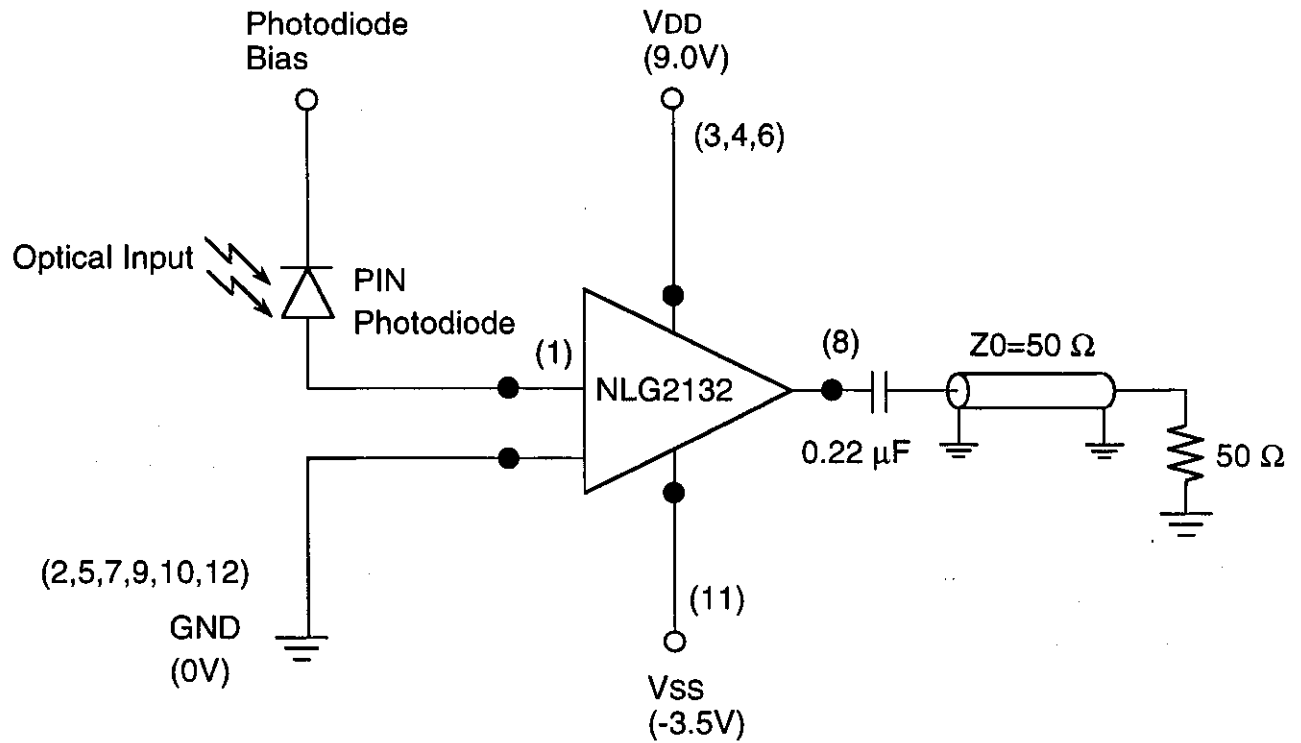 Photodiode
Bias
VDD
(9.0V)
(3,4,6)
Optical Input
PIN
Photodiode
(1)
NLG2132
(8)
Z0=50 Ω
0.22 μF
50 Ω
(2,5,7,9,10,12)
GND
(0V)
(11)
VSS
(-3.5V)